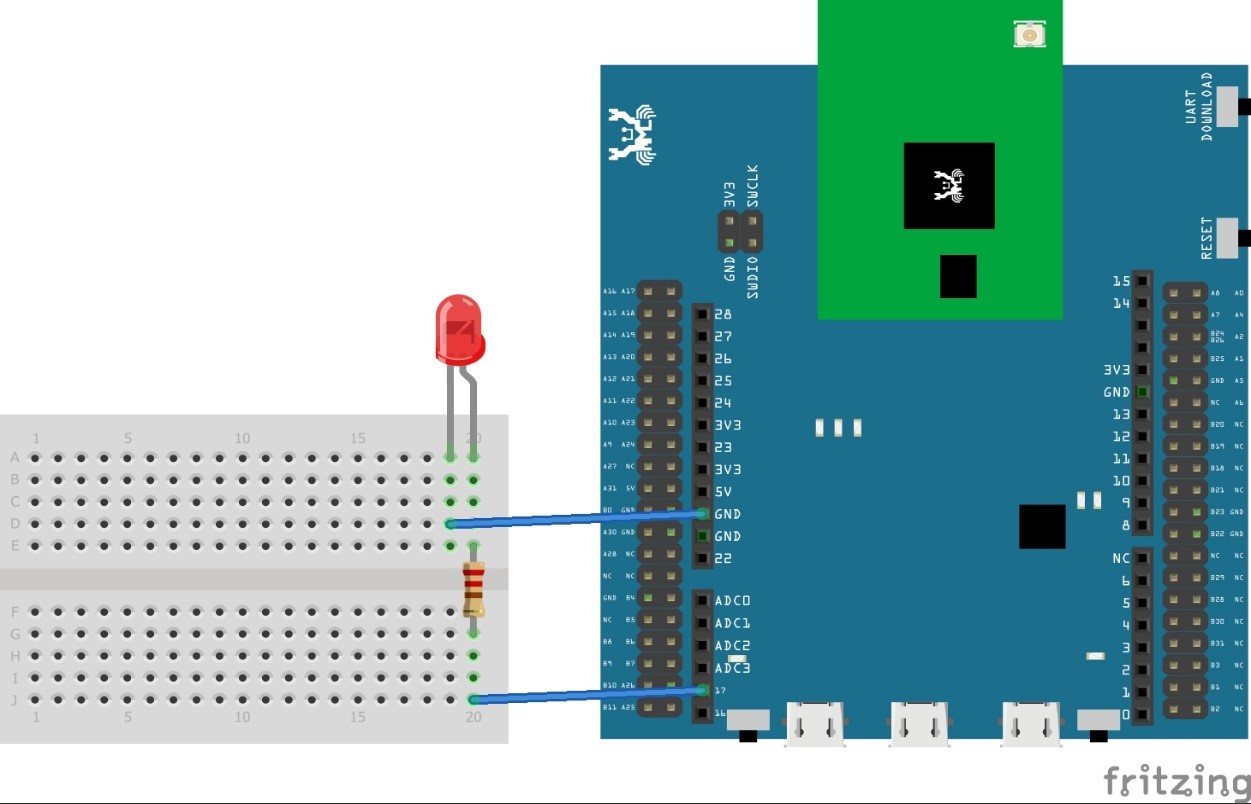 UART
DOWNLOAD
3V3 SWCLK
RESET
GND SWDIO
A16 A17
A15 A18
A14 A19
A13 A20
A12 A21
A11 A22
A10 A23
A9 A24
A27 NC
A31 5V
B0 GND
A30 GND
A28 NC
NC NC
GND B4
NC B5
B8 B6
B9 B7
B10 A26
B11 A25
28
27
26
25
24
3V3
23
3V3
5V
GND
GND
22
ADC0
ADC1
ADC2
ADC3
17
16
15
14
3V3
GND
13
12
11
10
9
8
NC
6
5
4
3
2
1
0
A8 A0
A7 A4
B24
B26 A2
B25 A1
GND A5
NC A6
B20 NC
B19 NC
B18 NC
B21 NC
B23 GND
B22 GND
B29 NC
B28 NC
B30 NC
B31 NC
B3 NC
B1 NC
B2 NC
1 5 10 15 20
A
B
C
D
E
F
G
H
I
J
1 5 10 15 20
fritzing